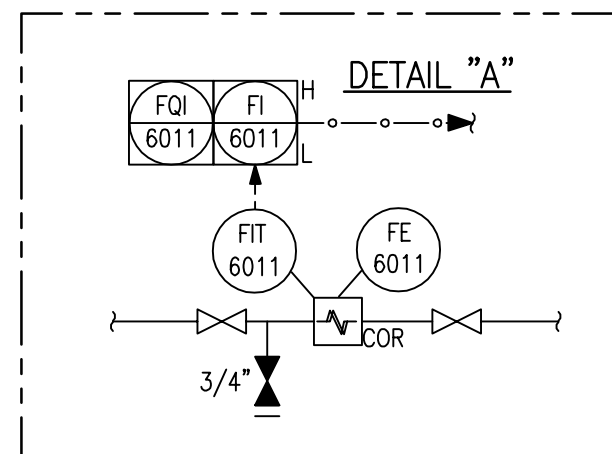 DETAIL "A"
FQI
6011
FI
6011
H
L
FIT
6011
FE
6011
COR
3/4"